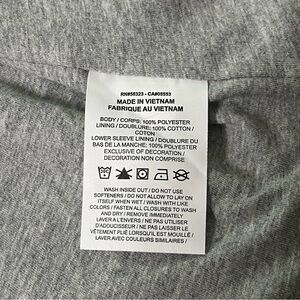 RN#56323 - CA#05553
MADE IN VIETNAM
FABRIQUE AU VIETNAM
BODY / CORPS: 100% POLYESTER
LINING / DOUBLURE: 100% COTTON /
COTON
LOWER SLEEVE LINING / DOUBLURE DU
BAS DE LA MANCHE: 100% POLYESTER
EXCLUSIVE OF DECORATION /
DECORATION NON COMPRISE
WASH INSIDE OUT / DO NOT USE
SOFTENERS / DO NOT ALLOW TO LAY ON
ITSELF WHEN WET / WASH WITH LIKE
COLORS / FASTEN ALL CLOSURES TO WASH
AND DRY / REMOVE IMMEDIATELY
LAVER A L'ENVERS / NE PAS UTILISER
D'ADOUCISSEUR / NE PAS LAISSER LE
VÊTEMENT PLIÉ LORSQU'IL EST MOUILLÉ /
LAVER AVEC COULEURS SIMILAIRES /